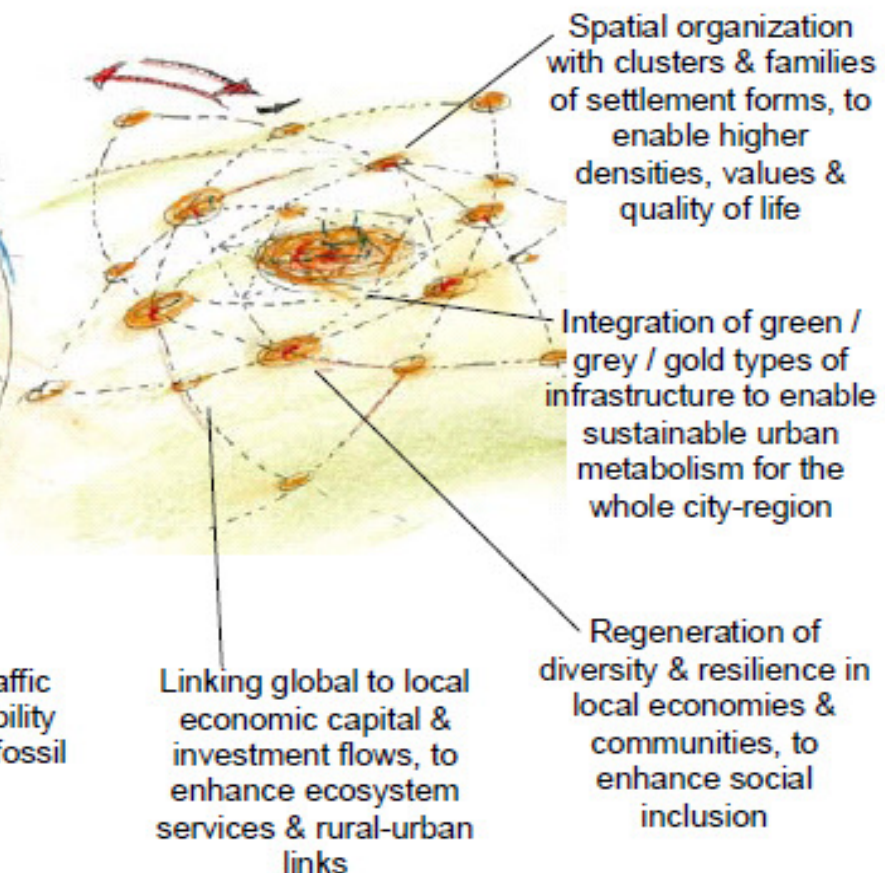 Spatial organization
with clusters & families
of settlement forms, to
enable higher
densities, values &
quality of life
Integration of green /
grey / gold types of
infrastructure to enable
sustainable urban
metabolism for the
whole city-region
Regeneration of
diversity & resilience in
local economies &
communities, to
enhance social
inclusion
Linking global to local
economic capital &
investment flows, to
enhance ecosystem
services & rural-urban
links
affic
bility
fossil